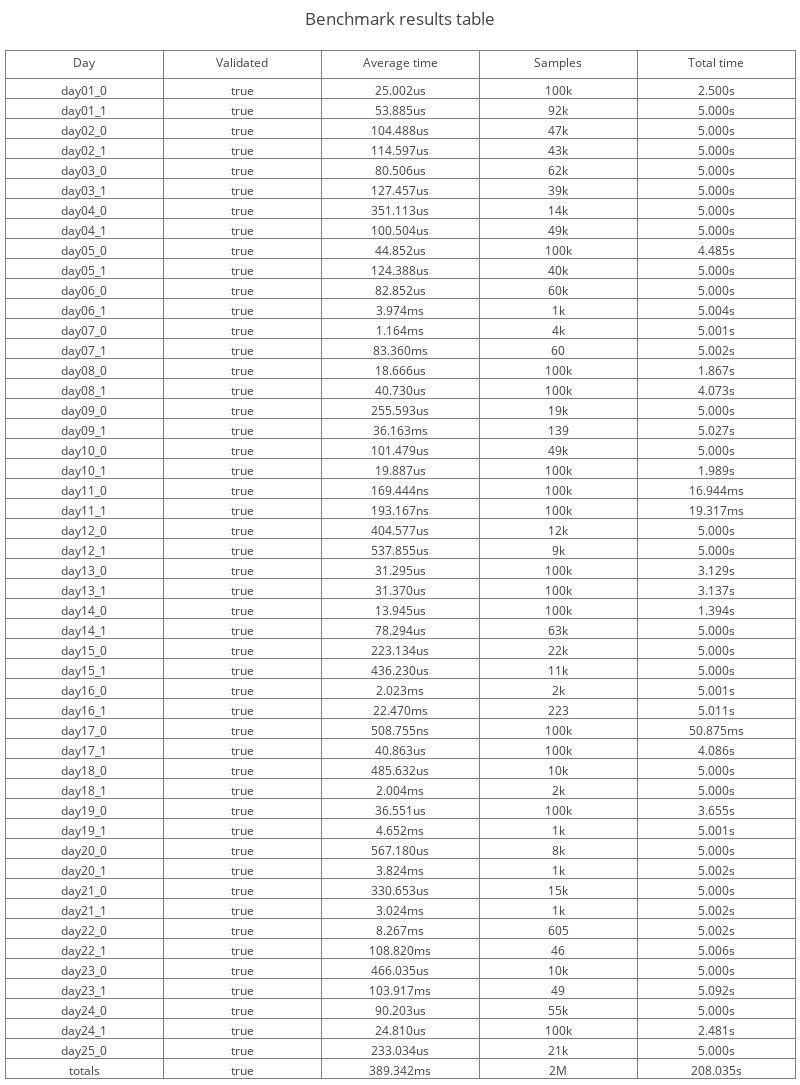 Benchmark results table
Day Validated Average time Samples Total time
day01_0 true 25.002us 100k 2.500s
day01_1 true 53.885us 92k 5.000s
day02_0 true 104.488us 47k 5.000s
day02_1 true 114.597us 43k 5.000s
day03_0 true 80.506us 62k 5.000s
day03_1 true 127.457us 39k 5.000s
day04_0 true 351.113us 14k 5.000s
day04_1 true 100.504us 49k 5.000s
day05_0 true 44.852us 100k 4.485s
day05_1 true 124.388us 40k 5.000s
day06_0 true 82.852us 60k 5.000s
day06_1 true 3.974ms 1k 5.004s
day07_0 true 1.164ms 4k 5.001s
day07_1 true 83.360ms 60 5.002s
day08_0 true 18.666us 100k 1.867s
day08_1 true 40.730us 100k 4.073s
day09_0 true 255.593us 19k 5.000s
day09_1 true 36.163ms 139 5.027s
day10_0 true 101.479us 49k 5.000s
day10_1 true 19.887us 100k 1.989s
day11_0 true 169.444ns 100k 16.944ms
day11_1 true 193.167ns 100k 19.317ms
day12_0 true 404.577us 12k 5.000s
day12_1 true 537.855us 9k 5.000s
day13_0 true 31.295us 100k 3.129s
day13_1 true 31.370us 100k 3.137s
day14_0 true 13.945us 100k 1.394s
day14_1 true 78.294us 63k 5.000s
day15_0 true 223.134us 22k 5.000s
day15_1 true 436.230us 11k 5.000s
day16_0 true 2.023ms 2k 5.001s
day16_1 true 22.470ms 223 5.011s
day17_0 true 508.755ns 100k 50.875ms
day17_1 true 40.863us 100k 4.086s
day18_0 true 485.632us 10k 5.000s
day18_1 true 2.004ms 2k 5.000s
day19_0 true 36.551us 100k 3.655s
day19_1 true 4.652ms 1k 5.001s
day20_0 true 567.180us 8k 5.000s
day20_1 true 3.824ms 1k 5.002s
day21_0 true 330.653us 15k 5.000s
day21_1 true 3.024ms 1k 5.002s
day22_0 true 8.267ms 605 5.002s
day22_1 true 108.820ms 46 5.006s
day23_0 true 466.035us 10k 5.000s
day23_1 true 103.917ms 49 5.092s
day24_0 true 90.203us 55k 5.000s
day24_1 true 24.810us 100k 2.481s
day25_0 true 233.034us 21k 5.000s
totals true 389.342ms 2M 208.035s